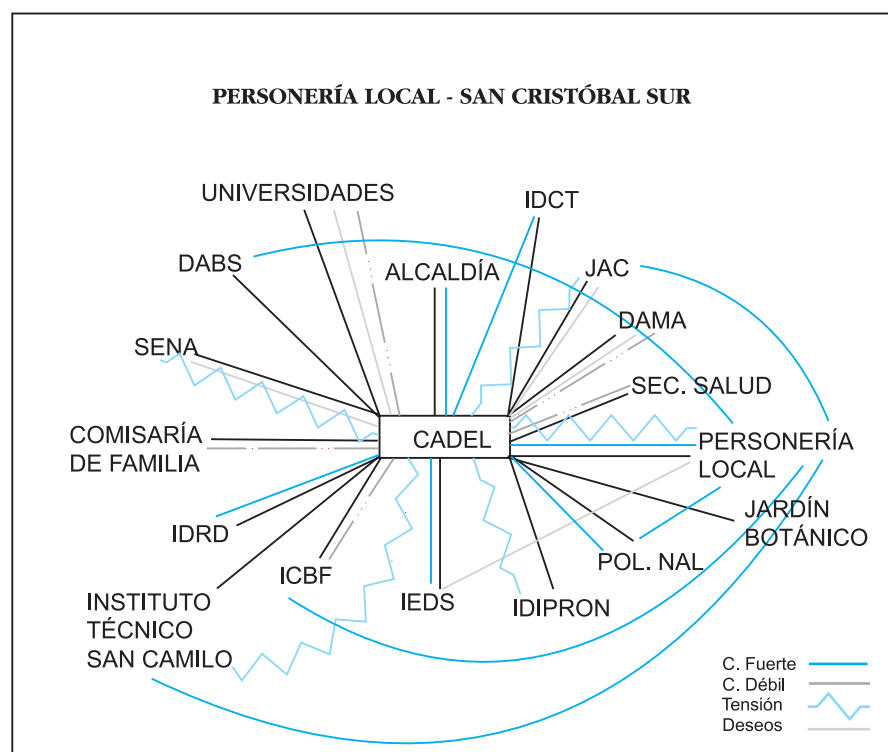 PERSONERÍA LOCAL - SAN CRISTÓBAL SUR
UNIVERSIDADES
IDCT
DABS
ALCALDÍA
JAC
DAMA
SENA
SEC. SALUD
COMISARÍA
DE FAMILIA
CADEL
PERSONERÍA
LOCAL
JARDÍN
BOTÁNICO
IDRD
POL. NAL
ICBF
IEDS
IDIPRON
INSTITUTO
TÉCNICO
SAN CAMILO
C. Fuerte
C. Débil
Tensión
Deseos